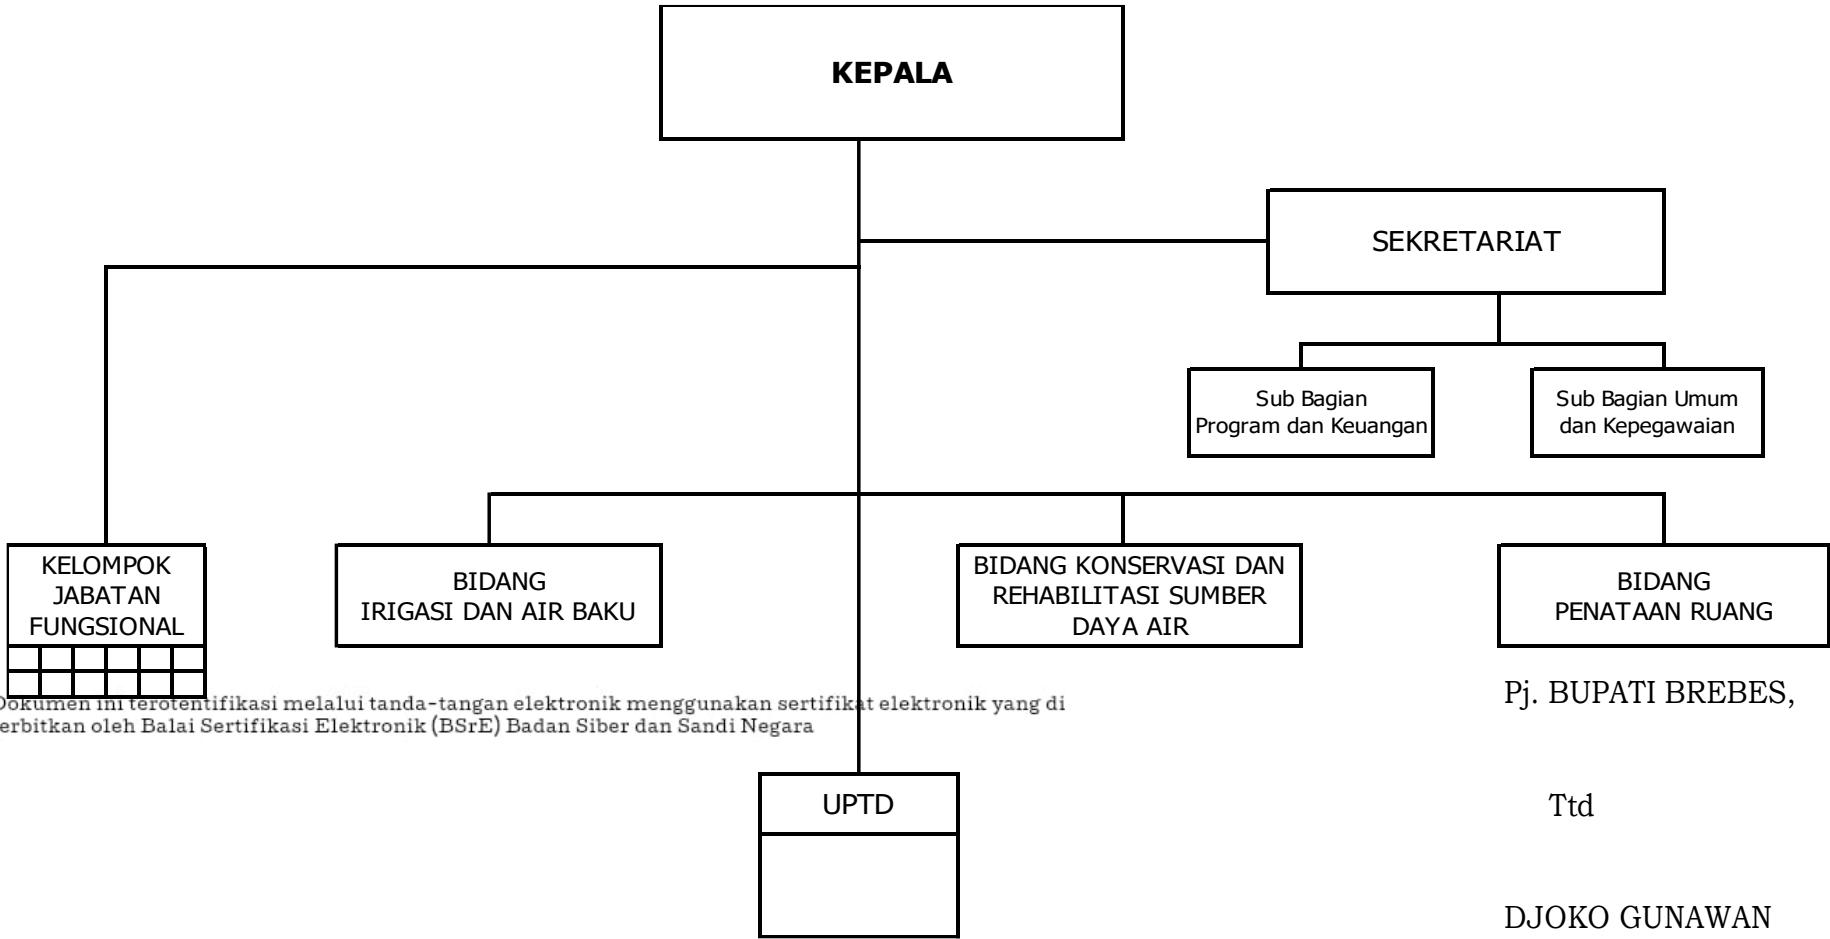 KEPALA
SEKRETARIAT
Sub Bagian
Program dan Keuangan
Sub Bagian Umum
dan Kepegawaian
KELOMPOK
JABATAN
FUNGSIONAL
BIDANG
IRIGASI DAN AIR BAKU
BIDANG KONSERVASI DAN
REHABILITASI SUMBER
DAYA AIR
BIDANG
PENATAAN RUANG
Dokumen ini terotentifikasi melalui tanda-tangan elektronik menggunakan sertifikat elektronik yang di
erbitkan oleh Balai Sertifikasi Elektronik (BSrE) Badan Siber dan Sandi Negara
UPTD
Pj. BUPATI BREBES,
Ttd
DJOKO GUNAWAN